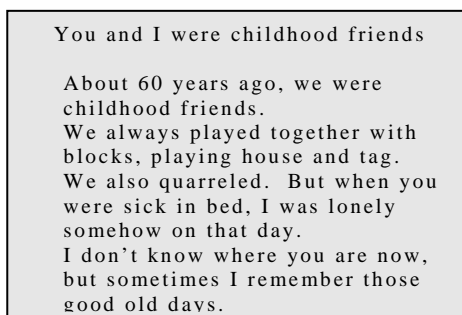 You and I were childhood friends
About 60 years ago, we were
childhood friends.
We always played together with
blocks, playing house and tag.
We also quarreled. But when you
were sick in bed, I was lonely
somehow on that day.
I don't know where you are now,
but sometimes I remember those
good old days.